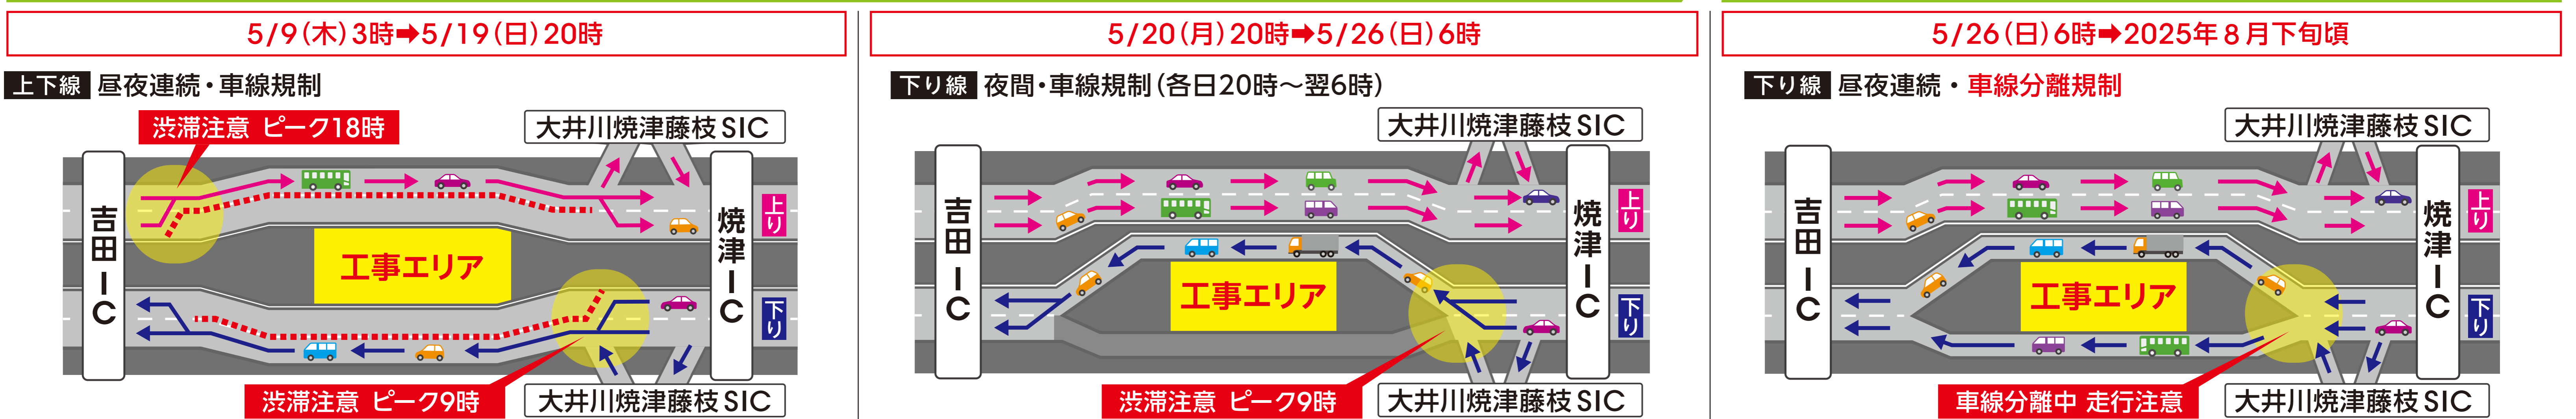 5/9(木)3時➡5/19(日)20時
上下線 昼夜連続・車線規制
渋滞注意 ピーク18時
大井川焼津藤枝SIC
吉田IC
焼津IC
上り
工事エリア
下り
渋滞注意 ピーク9時
大井川焼津藤枝SIC
5/20(月)20時➡5/26(日)6時
下り線 夜間・車線規制(各日20時〜翌6時)
大井川焼津藤枝SIC
吉田IC
焼津IC
上り
工事エリア
下り
渋滞注意 ピーク9時
大井川焼津藤枝SIC
5/26(日)6時➡2025年8月下旬頃
下り線 昼夜連続・車線分離規制
大井川焼津藤枝SIC
吉田IC
焼津IC
上り
工事エリア
下り
車線分離中 走行注意
大井川焼津藤枝SIC